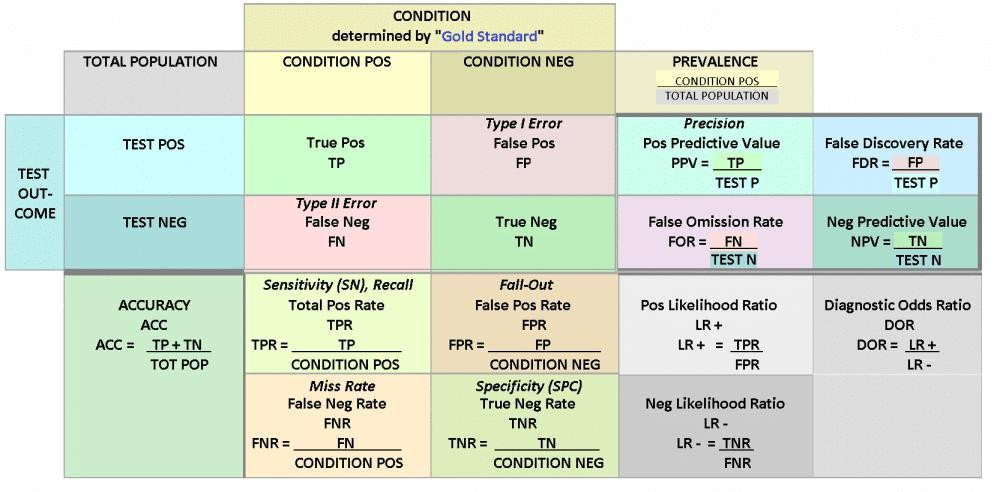 CONDITION
determined by "Gold Standard"
TOTAL POPULATION
CONDITION POS
CONDITION NEG
PREVALENCE
CONDITION POS
TOTAL POPULATION
TEST
OUT-
COME
TEST POS
True Pos
TP
Type I Error
False Pos
FP
Precision
Pos Predictive Value
PPV = TP
TEST P
False Discovery Rate
FDR = FP
TEST P
TEST NEG
Type II Error
False Neg
FN
True Neg
TN
False Omission Rate
FOR = FN
TEST N
Neg Predictive Value
NPV = TN
TEST N
ACCURACY
ACC
ACC = TP + TN
TOT POP
Sensitivity (SN), Recall
Total Pos Rate
TPR
TPR = TP
CONDITION POS
Fall-Out
False Pos Rate
FPR
FPR = FP
CONDITION NEG
Pos Likelihood Ratio
LR +
LR + = TPR
FPR
Diagnostic Odds Ratio
DOR
DOR = LR +
LR -
Miss Rate
False Neg Rate
FNR
FNR = FN
CONDITION POS
Specificity (SPC)
True Neg Rate
TNR
TNR = TN
CONDITION NEG
Neg Likelihood Ratio
LR -
LR - = TNR
FNR